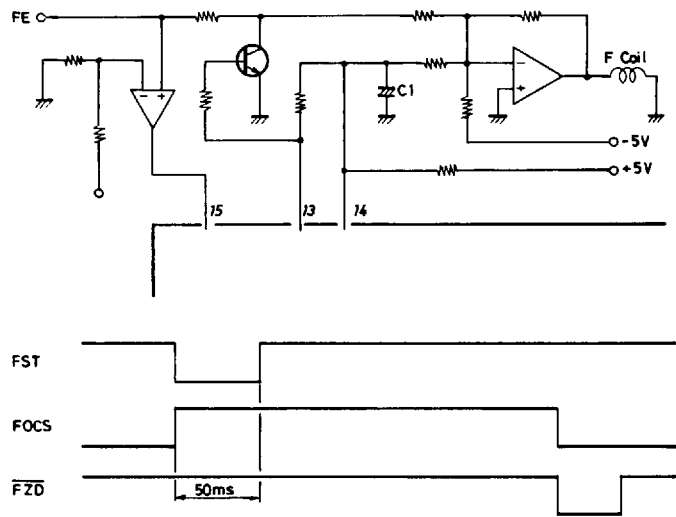 FE
F Coil
- +
C1
-
+
-5V
+5V
15 13 14
FST
FOCS
FZD
50ms